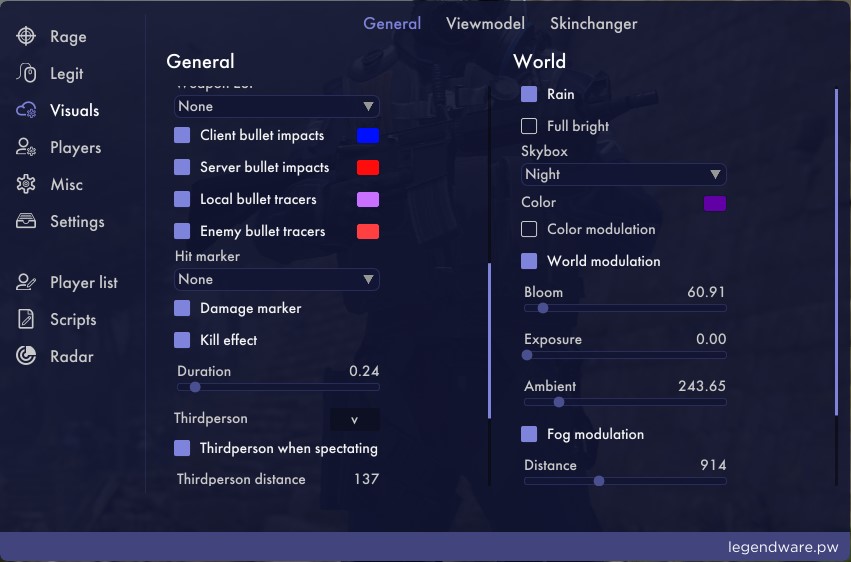 General Viewmodel Skinchanger
Rage
Legit
Visuals
Players
Misc
Settings
Player list
Scripts
Radar
General
None
Client bullet impacts
Server bullet impacts
Local bullet tracers
Enemy bullet tracers
Hit marker
None
Damage marker
Kill effect
Duration 0.24
Thirdperson v
Thirdperson when spectating
Thirdperson distance 137
World
Rain
Full bright
Skybox
Night
Color
Color modulation
World modulation
Bloom 60.91
Exposure 0.00
Ambient 243.65
Fog modulation
Distance 914
legendware.pw